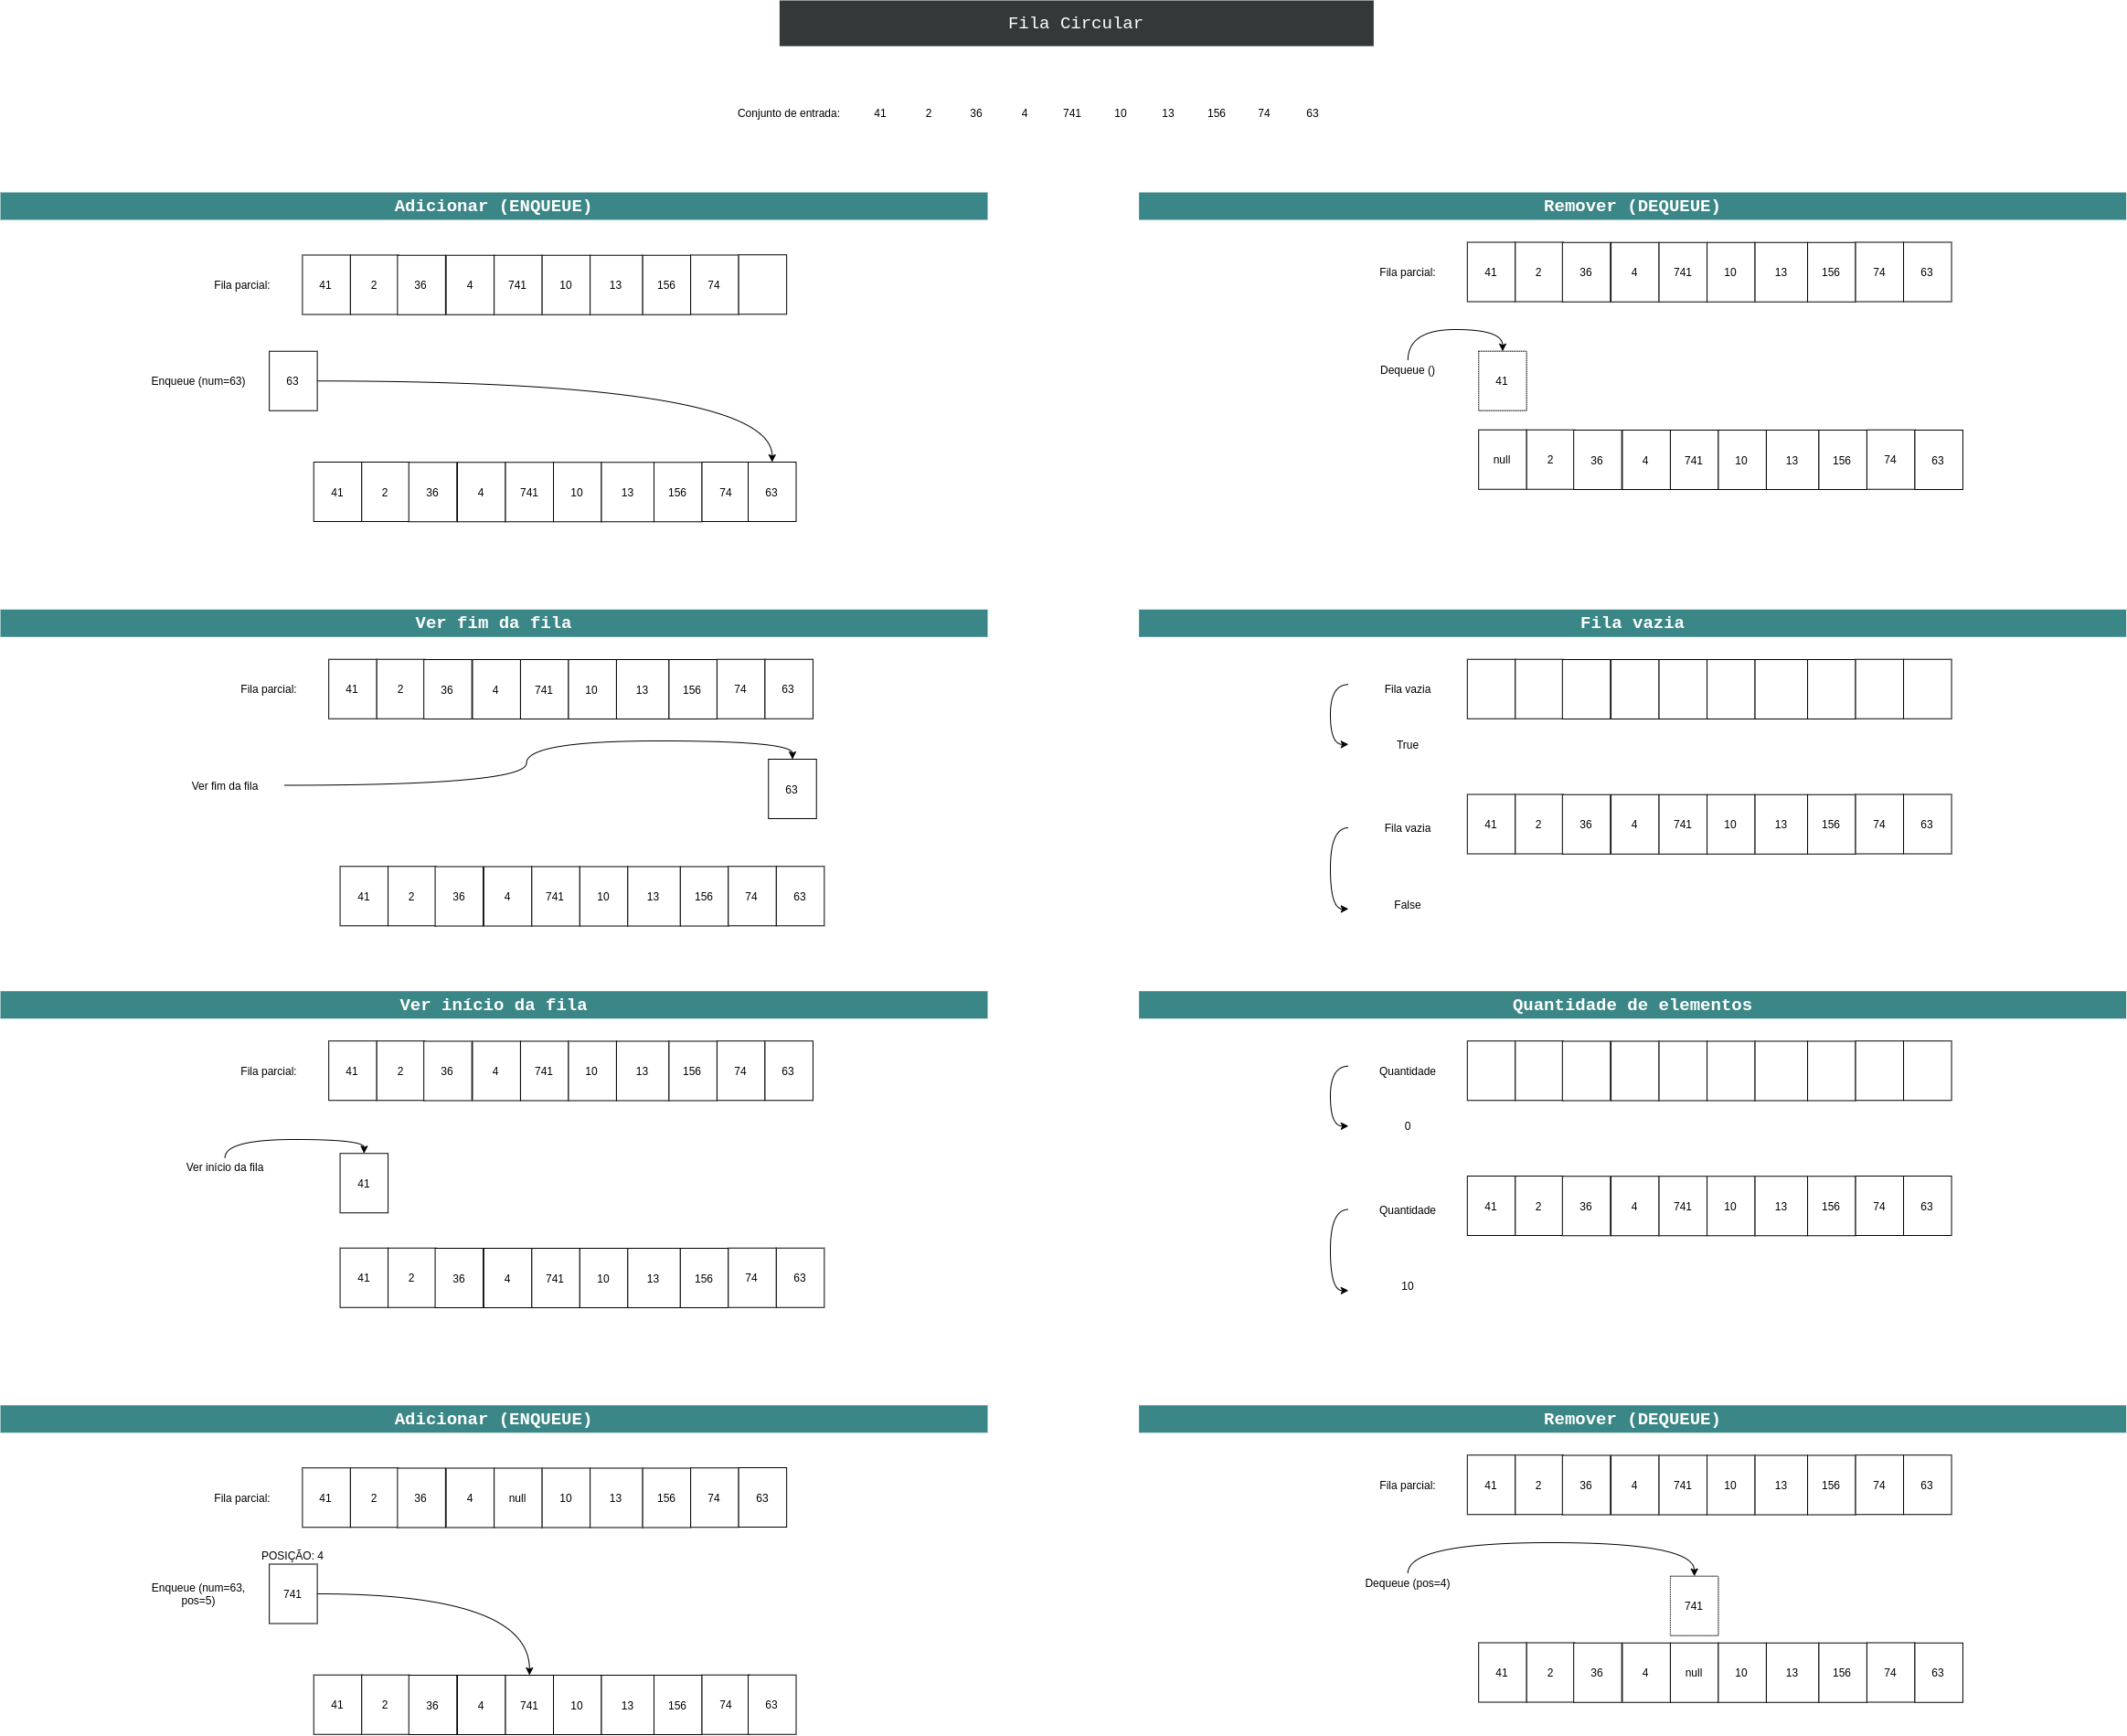 Fila Circular
Conjunto de entrada: 41 2 36 4 741 10 13 156 74 63
Adicionar (ENQUEUE)
Fila parcial: 41 2 36 4 741 10 13 156 74
Enqueue (num=63) 63
41 2 36 4 741 10 13 156 74 63
Remover (DEQUEUE)
Fila parcial: 41 2 36 4 741 10 13 156 74 63
Dequeue ()
41
null 2 36 4 741 10 13 156 74 63
Ver fim da fila
Fila parcial: 41 2 36 4 741 10 13 156 74 63
Ver fim da fila 63
41 2 36 4 741 10 13 156 74 63
Fila vazia
Fila vazia
True
Fila vazia 41 2 36 4 741 10 13 156 74 63
False
Ver início da fila
Fila parcial: 41 2 36 4 741 10 13 156 74 63
Ver início da fila
41
41 2 36 4 741 10 13 156 74 63
Quantidade de elementos
Quantidade
0
Quantidade 41 2 36 4 741 10 13 156 74 63
10
Adicionar (ENQUEUE)
Fila parcial: 41 2 36 4 null 10 13 156 74 63
POSIÇÃO: 4
Enqueue (num=63,
pos=5)
741
41 2 36 4 741 10 13 156 74 63
Remover (DEQUEUE)
Fila parcial: 41 2 36 4 741 10 13 156 74 63
Dequeue (pos=4)
741
41 2 36 4 null 10 13 156 74 63